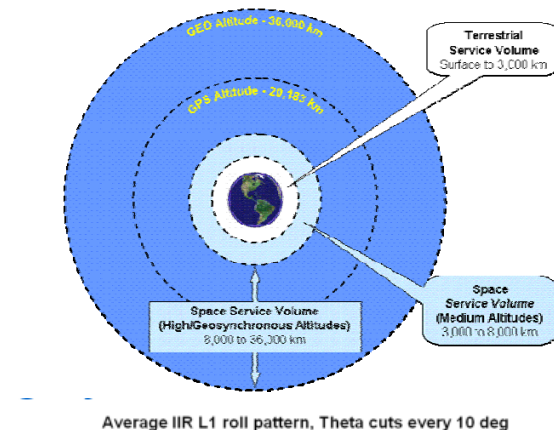 GEO Altitude - 36,000 km
GPS Altitude - 20,183 km
Terrestrial
Service Volume
Surface to 3,000 km
Space
Service Volume
(Medium Altitudes)
3,000 to 8,000 km
Space Service Volume
(High/Geosynchronous Altitudes)
8,000 to 36,000 km
Average IIR L1 roll pattern, Theta cuts every 10 deg